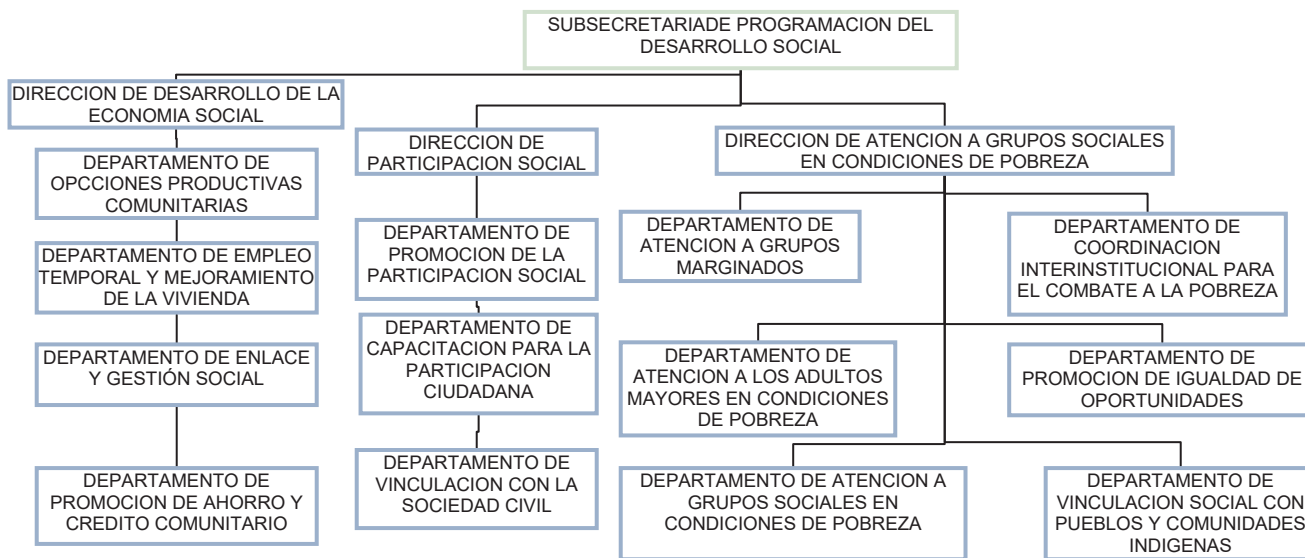 SUBSECRETARIADE PROGRAMACION DEL
DESARROLLO SOCIAL
DIRECCION DE DESARROLLO DE LA
ECONOMIA SOCIAL
DEPARTAMENTO DE
OPCCIONES PRODUCTIVAS
COMUNITARIAS
DEPARTAMENTO DE EMPLEO
TEMPORAL Y MEJORAMIENTO
DE LA VIVIENDA
DEPARTAMENTO DE ENLACE
Y GESTIÓN SOCIAL
DEPARTAMENTO DE
PROMOCION DE AHORRO Y
CREDITO COMUNITARIO
DIRECCION DE
PARTICIPACION SOCIAL
DEPARTAMENTO DE
PROMOCION DE LA
PARTICIPACION SOCIAL
DEPARTAMENTO DE
CAPACITACION PARA LA
PARTICIPACION
CIUDADANA
DEPARTAMENTO DE
VINCULACION CON LA
SOCIEDAD CIVIL
DIRECCION DE ATENCION A GRUPOS SOCIALES
EN CONDICIONES DE POBREZA
DEPARTAMENTO DE
ATENCION A GRUPOS
MARGINADOS
DEPARTAMENTO DE
COORDINACION
INTERINSTITUCIONAL PARA
EL COMBATE A LA POBREZA
DEPARTAMENTO DE
ATENCION A LOS ADULTOS
MAYORES EN CONDICIONES
DE POBREZA
DEPARTAMENTO DE
PROMOCION DE IGUALDAD DE
OPORTUNIDADES
DEPARTAMENTO DE ATENCION A
GRUPOS SOCIALES EN
CONDICIONES DE POBREZA
DEPARTAMENTO DE
VINCULACION SOCIAL CON
PUEBLOS Y COMUNIDADES
INDIGENAS